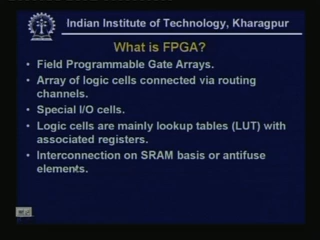 Indian Institute of Technology, Kharagpur
What is FPGA?
• Field Programmable Gate Arrays.
• Array of logic cells connected via routing
channels.
• Special I/O cells.
• Logic cells are mainly lookup tables (LUT) with
associated registers.
• Interconnection on SRAM basis or antifuse
elements.